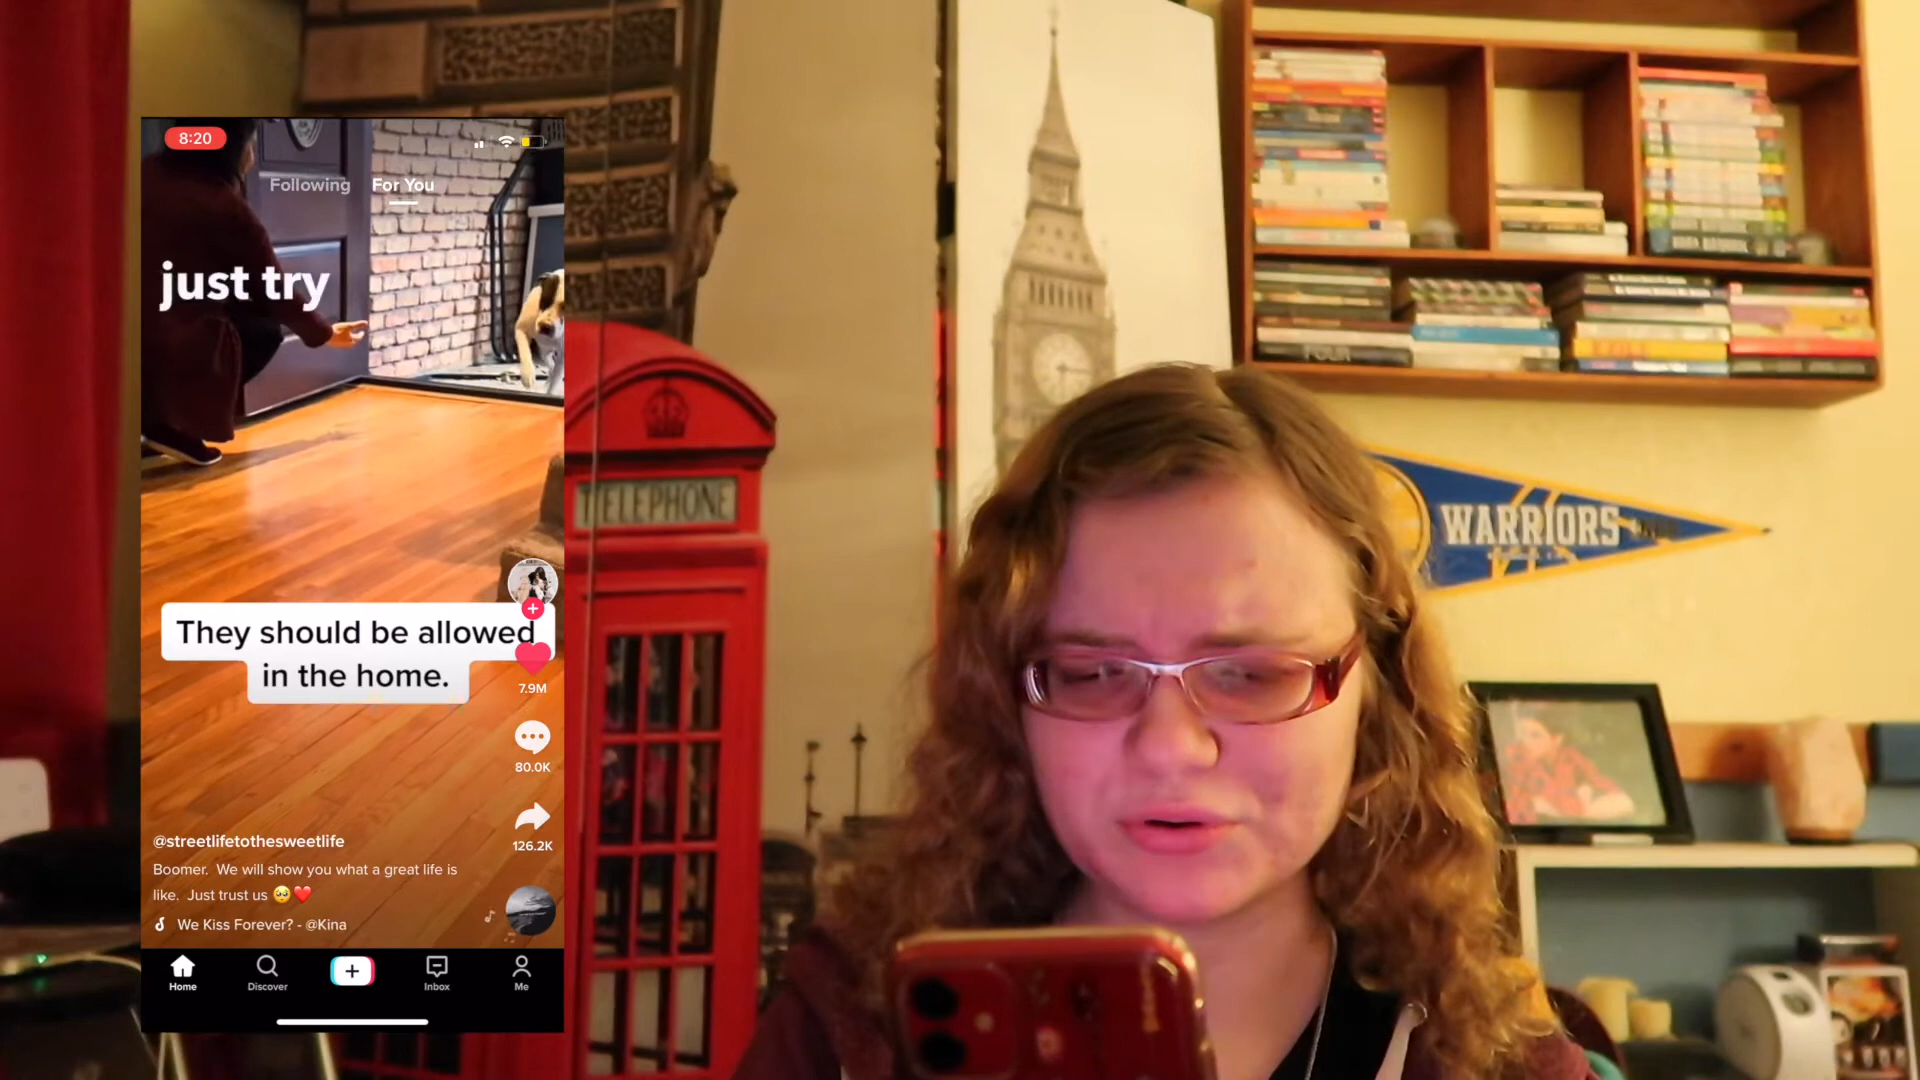 8:20
Following For You
just try
They should be allowed
in the home.
7.9M
80.0K
126.2K
@streetlifetothesweetlife
Boomer. We will show you what a great life is
like. Just trust us 🥺❤️
We Kiss Forever? - @Kina
Home Discover Inbox Me
TELEPHONE
WARRIORS
FOUR